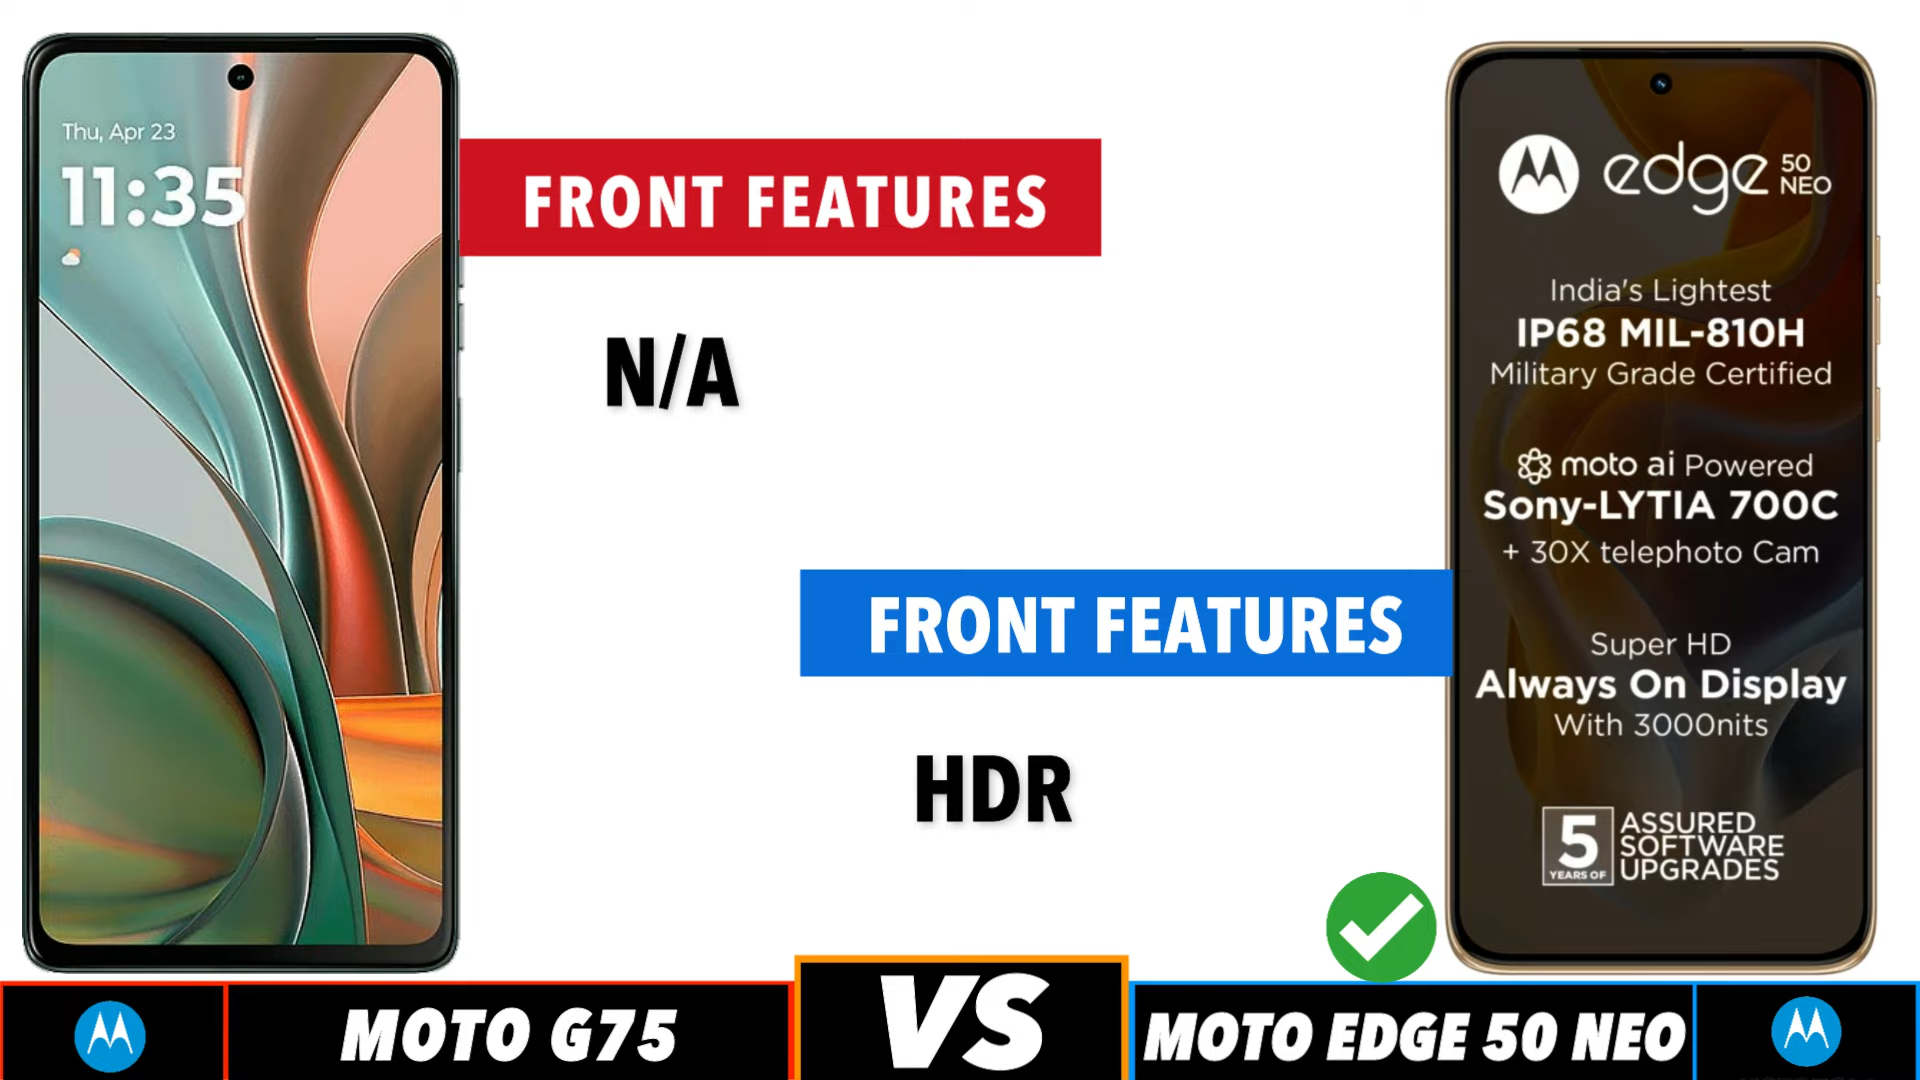 Thu, Apr 23
11:35
FRONT FEATURES
N/A
FRONT FEATURES
HDR
edge 50 NEO
India's Lightest
IP68 MIL-810H
Military Grade Certified
moto ai Powered
Sony-LYTIA 700C
+ 30X telephoto Cam
Super HD
Always On Display
With 3000nits
5 YEARS OF
ASSURED
SOFTWARE
UPGRADES
MOTO G75
VS
MOTO EDGE 50 NEO